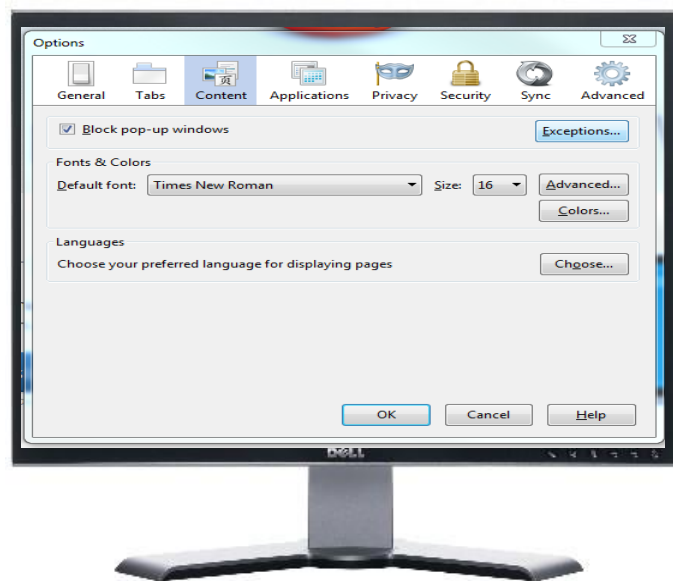 Options
General Tabs Content Applications Privacy Security Sync Advanced
Block pop-up windows Exceptions...
Fonts & Colors
Default font: Times New Roman Size: 16 Advanced...
Colors...
Languages
Choose your preferred language for displaying pages Choose...
OK Cancel Help
DELL